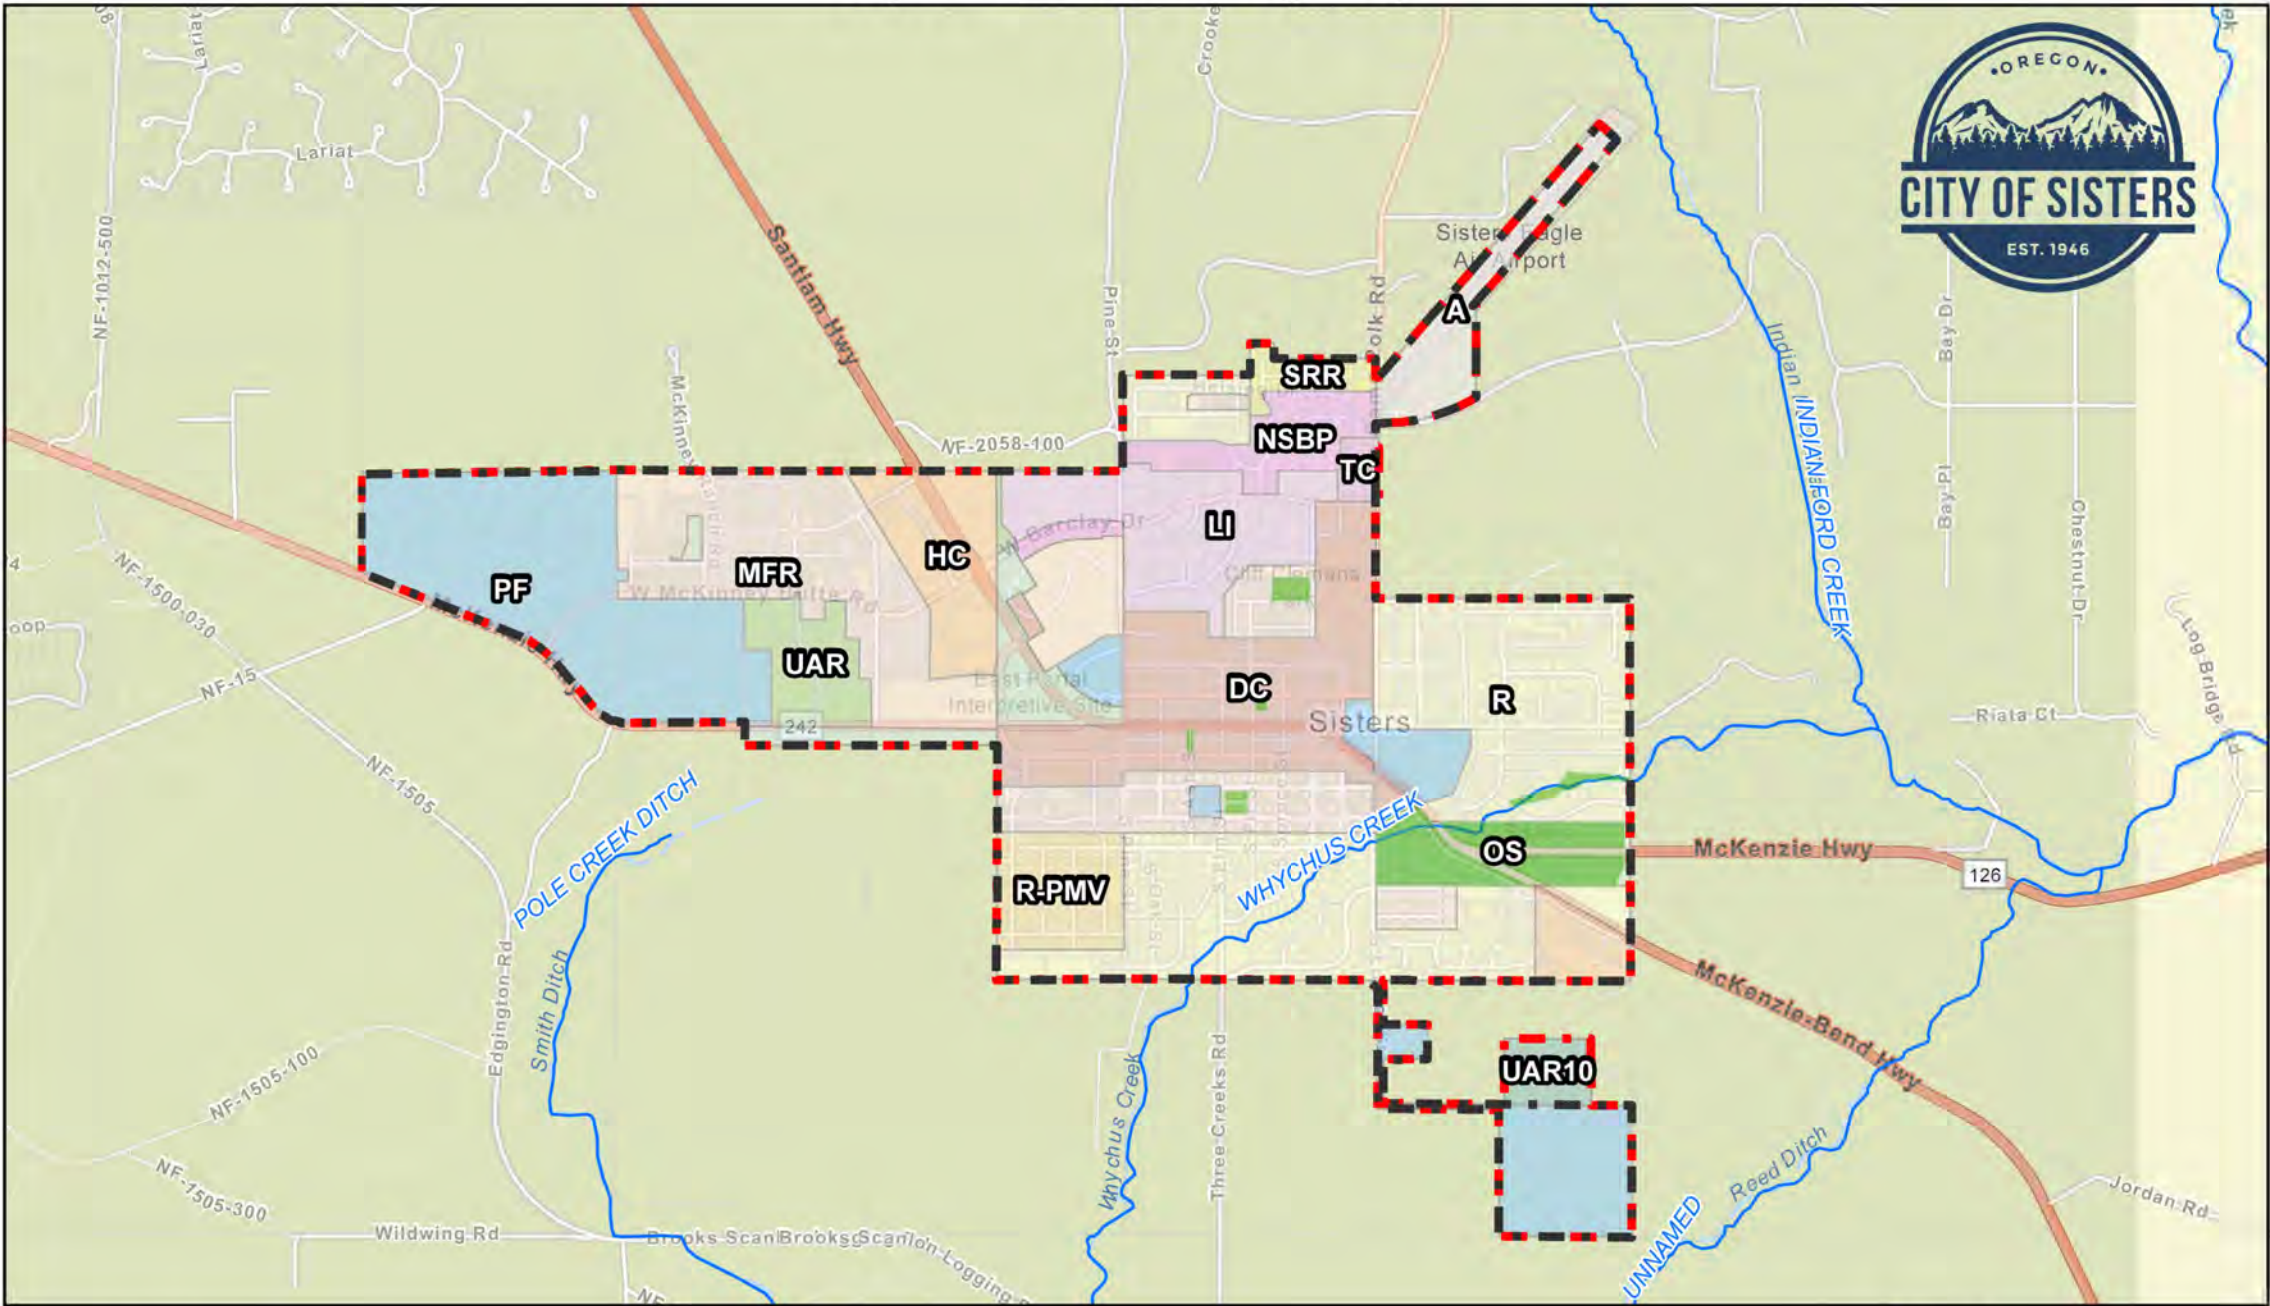 OREGON
CITY OF SISTERS
EST. 1946
Lariat
Lariat
NF-1012-500
Santiam Hwy
Pine St
Sisters Eagle
Air Airport
A
Bay Dr
Indian
INDIAN FORD CREEK
McKinney
NF-2058-100
SRR
NSBP
TC
Bay Pl
Chestnut Dr
W Barclay Dr
LI
HC
MFR
PF
NF-1500-030
W McKinney Butte Rd
Cliff Clemens
Park
Log Bridge Rd
NF-15
UAR
East Portal
Interpretive Site
DC
R
Sisters
242
Riata Ct
NF-1505
POLE CREEK DITCH
WHYCHUS CREEK
OS
McKenzie Hwy
126
R-PMV
Edgington Rd
Smith Ditch
McKenzie-Bend Hwy
NF-1505-100
Whychus Creek
Three Creeks Rd
UAR10
Reed Ditch
NF-1505-300
Wildwing Rd
Jordan Rd
UNNAMED